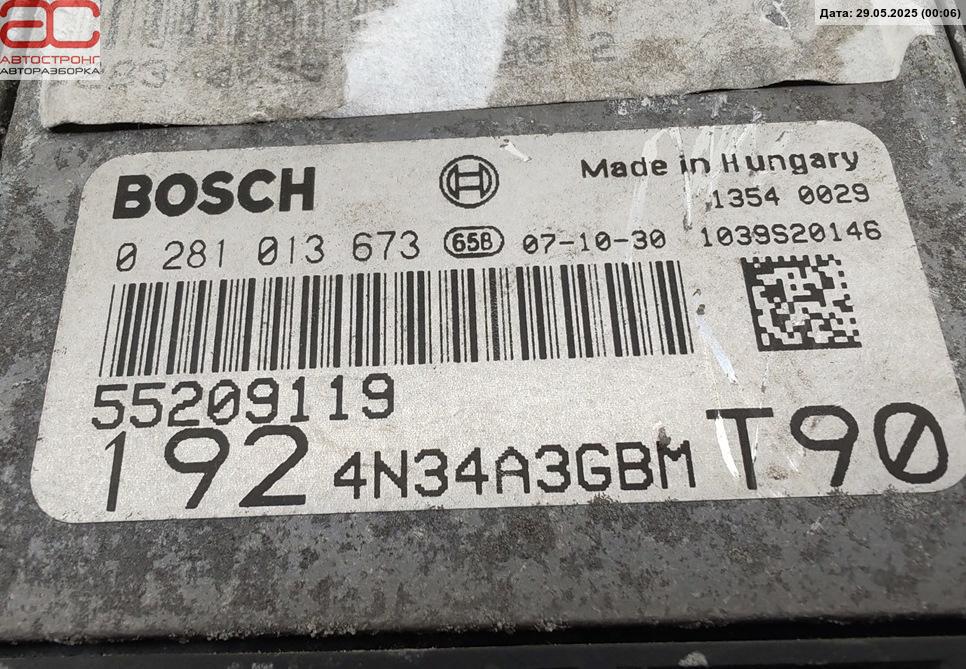 ac
АВТОСТРОНГ
АВТОРАЗБОРКА
Дата: 29.05.2025 (00:06)
BOSCH
Made in Hungary
1354 0029
0 281 013 673 65B 07-10-30 1039S20146
55209119
192 4N34A3GBM T90